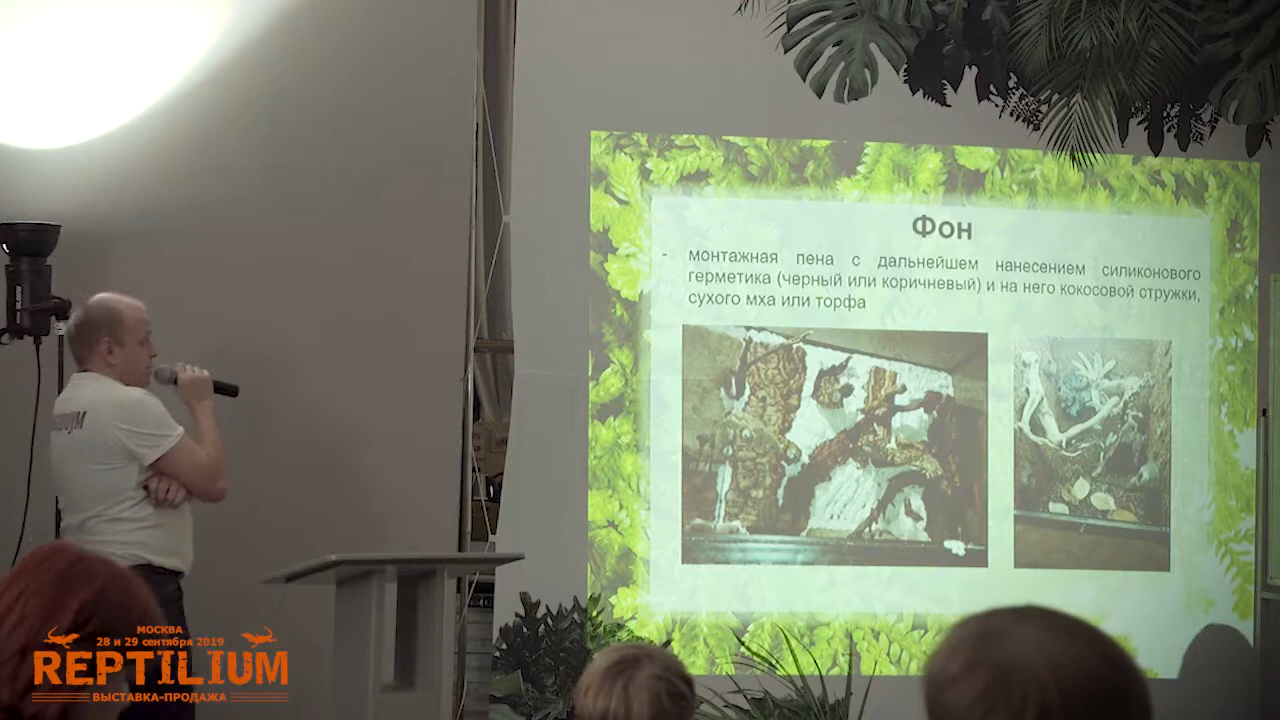 Фон
- монтажная пена с дальнейшем нанесением силиконового
герметика (черный или коричневый) и на него кокосовой стружки,
сухого мха или торфа
МОСКВА
28 и 29 сентября 2019
REPTILIUM
ВЫСТАВКА-ПРОДАЖА